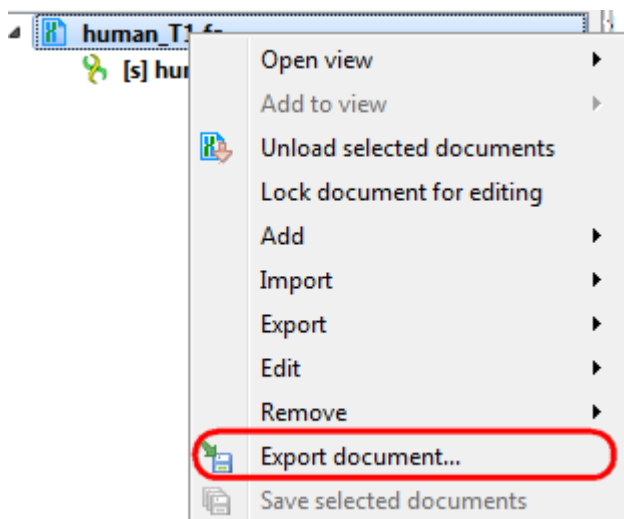 human_T1.fa
[s] hu
Open view
Add to view
Unload selected documents
Lock document for editing
Add
Import
Export
Edit
Remove
Export document...
Save selected documents